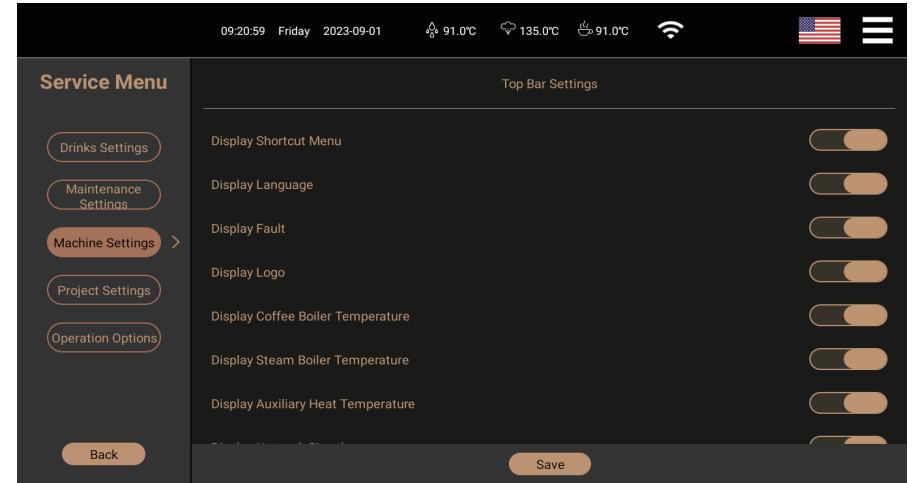 09:20:59 Friday 2023-09-01 91.0℃ 135.0℃ 91.0℃
Service Menu
Drinks Settings
Maintenance
Settings
Machine Settings
Project Settings
Operation Options
Back
Top Bar Settings
Display Shortcut Menu
Display Language
Display Fault
Display Logo
Display Coffee Boiler Temperature
Display Steam Boiler Temperature
Display Auxiliary Heat Temperature
Save